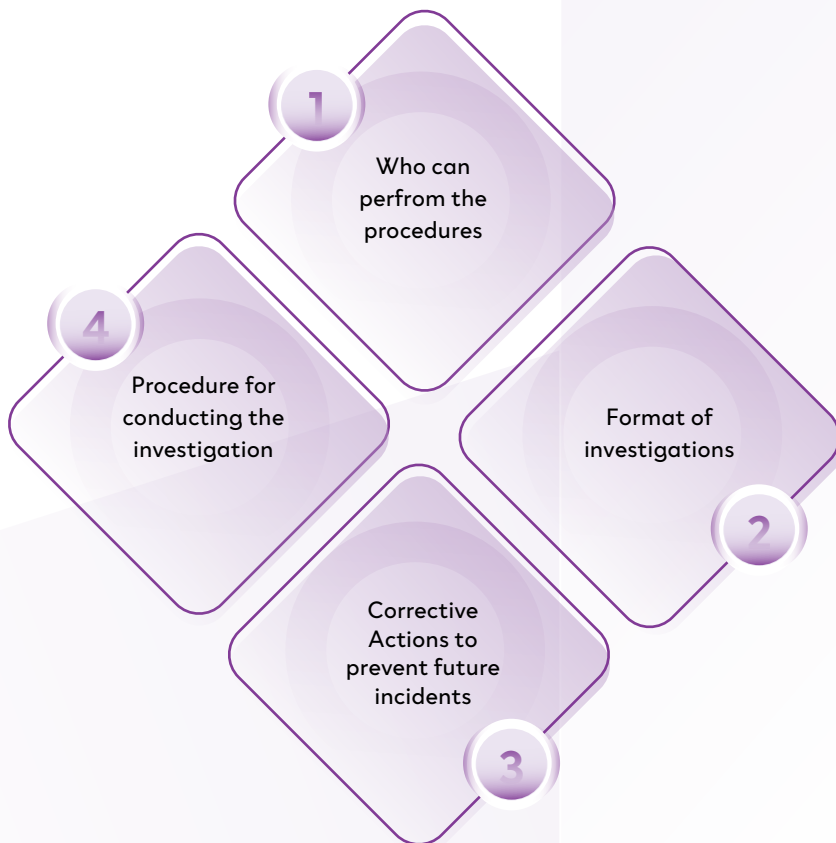 1
Who can
perfrom the
procedures
2
Format of
investigations
3
Corrective
Actions to
prevent future
incidents
4
Procedure for
conducting the
investigation